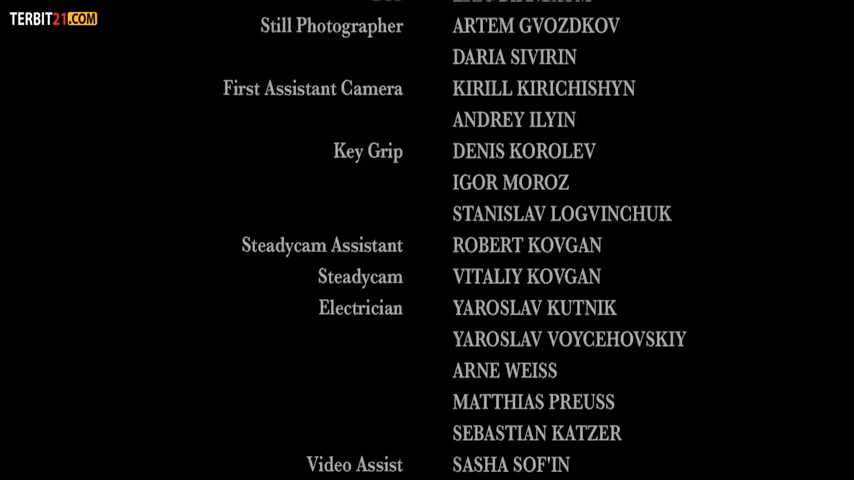 TERBIT21.COM
Still Photographer ARTEM GVOZDKOV
DARIA SIVIRIN
First Assistant Camera KIRILL KIRICHISHYN
ANDREY ILYIN
Key Grip DENIS KOROLEV
IGOR MOROZ
STANISLAV LOGVINCHUK
Steadycam Assistant ROBERT KOVGAN
Steadycam VITALIY KOVGAN
Electrician YAROSLAV KUTNIK
YAROSLAV VOYCEHOVSKIY
ARNE WEISS
MATTHIAS PREUSS
SEBASTIAN KATZER
Video Assist SASHA SOF'IN